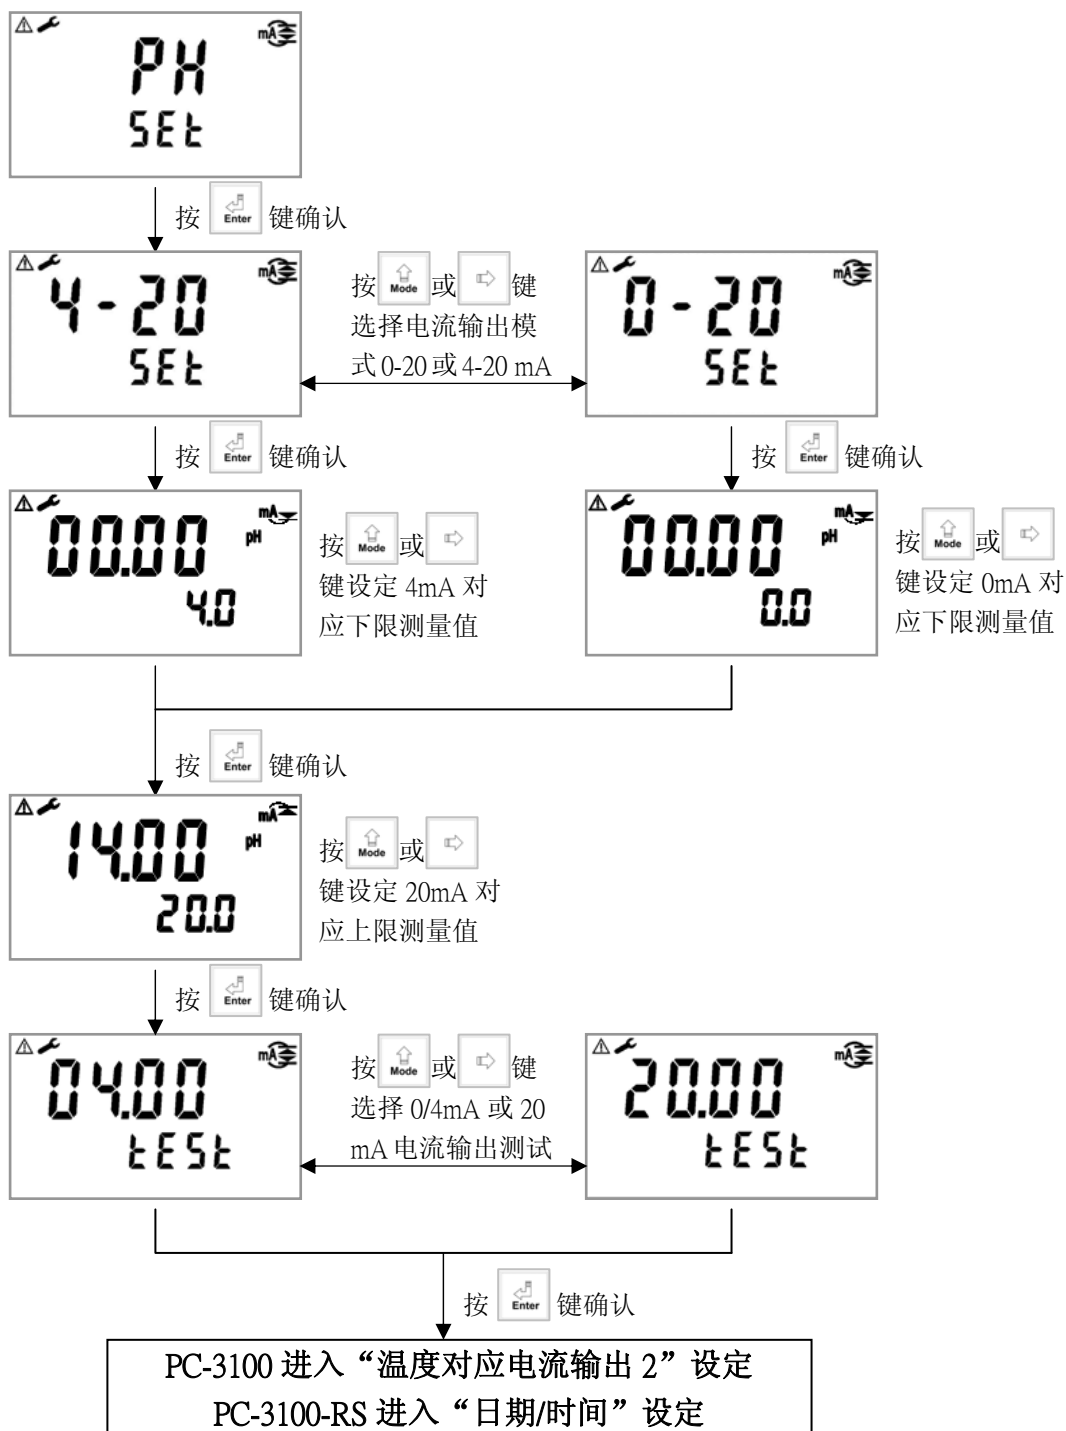 mA
PH
SEt
按 Enter 键确认
mA
4-20
SEt
按 Mode 或 键
选择电流输出模
式 0-20 或 4-20 mA
mA
0-20
SEt
按 Enter 键确认
按 Enter 键确认
mA
00.00 pH
4.0
按 Mode 或
键设定 4mA 对
应下限测量值
mA
00.00 pH
0.0
按 Mode 或
键设定 0mA 对
应下限测量值
按 Enter 键确认
mA
14.00 pH
20.0
按 Mode 或
键设定 20mA 对
应上限测量值
按 Enter 键确认
mA
04.00
tESt
按 Mode 或 键
选择 0/4mA 或 20
mA 电流输出测试
mA
20.00
tESt
按 Enter 键确认
PC-3100 进入“温度对应电流输出 2”设定
PC-3100-RS 进入“日期/时间”设定